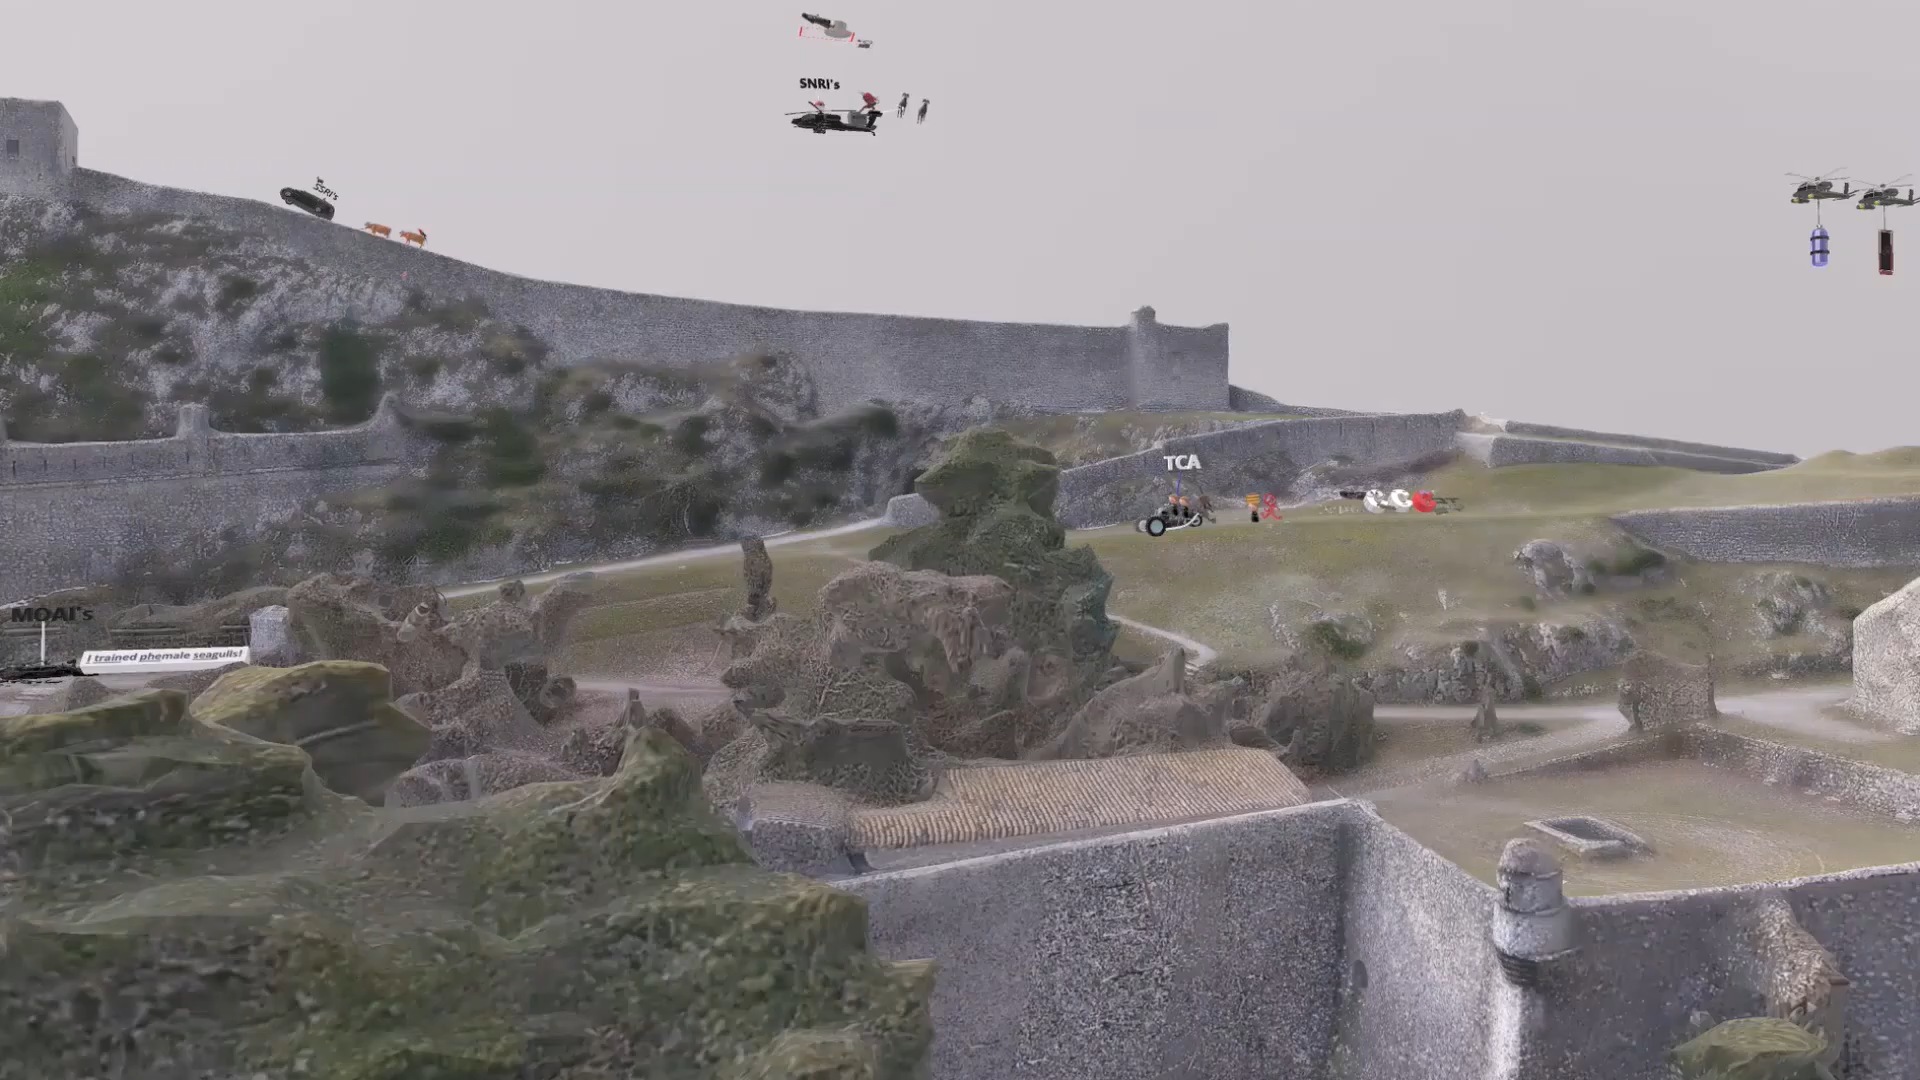 SNRI's
SSRI's
TCA
MOAI's
I trained phemale seagulls!